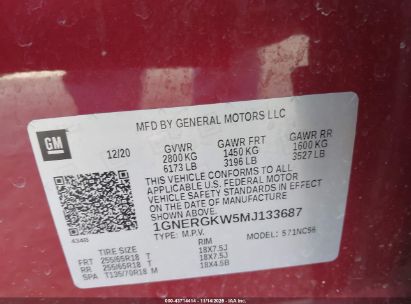 MFD BY GENERAL MOTORS LLC
GM
12/20 GVWR GAWR FRT GAWR RR
2800 KG 1450 KG 1600 KG
6173 LB 3196 LB 3527 LB
THIS VEHICLE CONFORMS TO ALL APPLICABLE
U.S. FEDERAL MOTOR VEHICLE SAFETY
VEHICLE SAFETY STANDARDS IN EFFECT
ON THE DATE OF MANUFACTURE SHOWN ABOVE.
1GNERGKW5MJ133687
TYPE: M.P.V. MODEL: 571NC56
TIRE SIZE RIM
FRT 255/65R18 T 18X7.5J
RR 255/65R18 T 18X7.5J
SP T135/70R18 M 18X4.5B